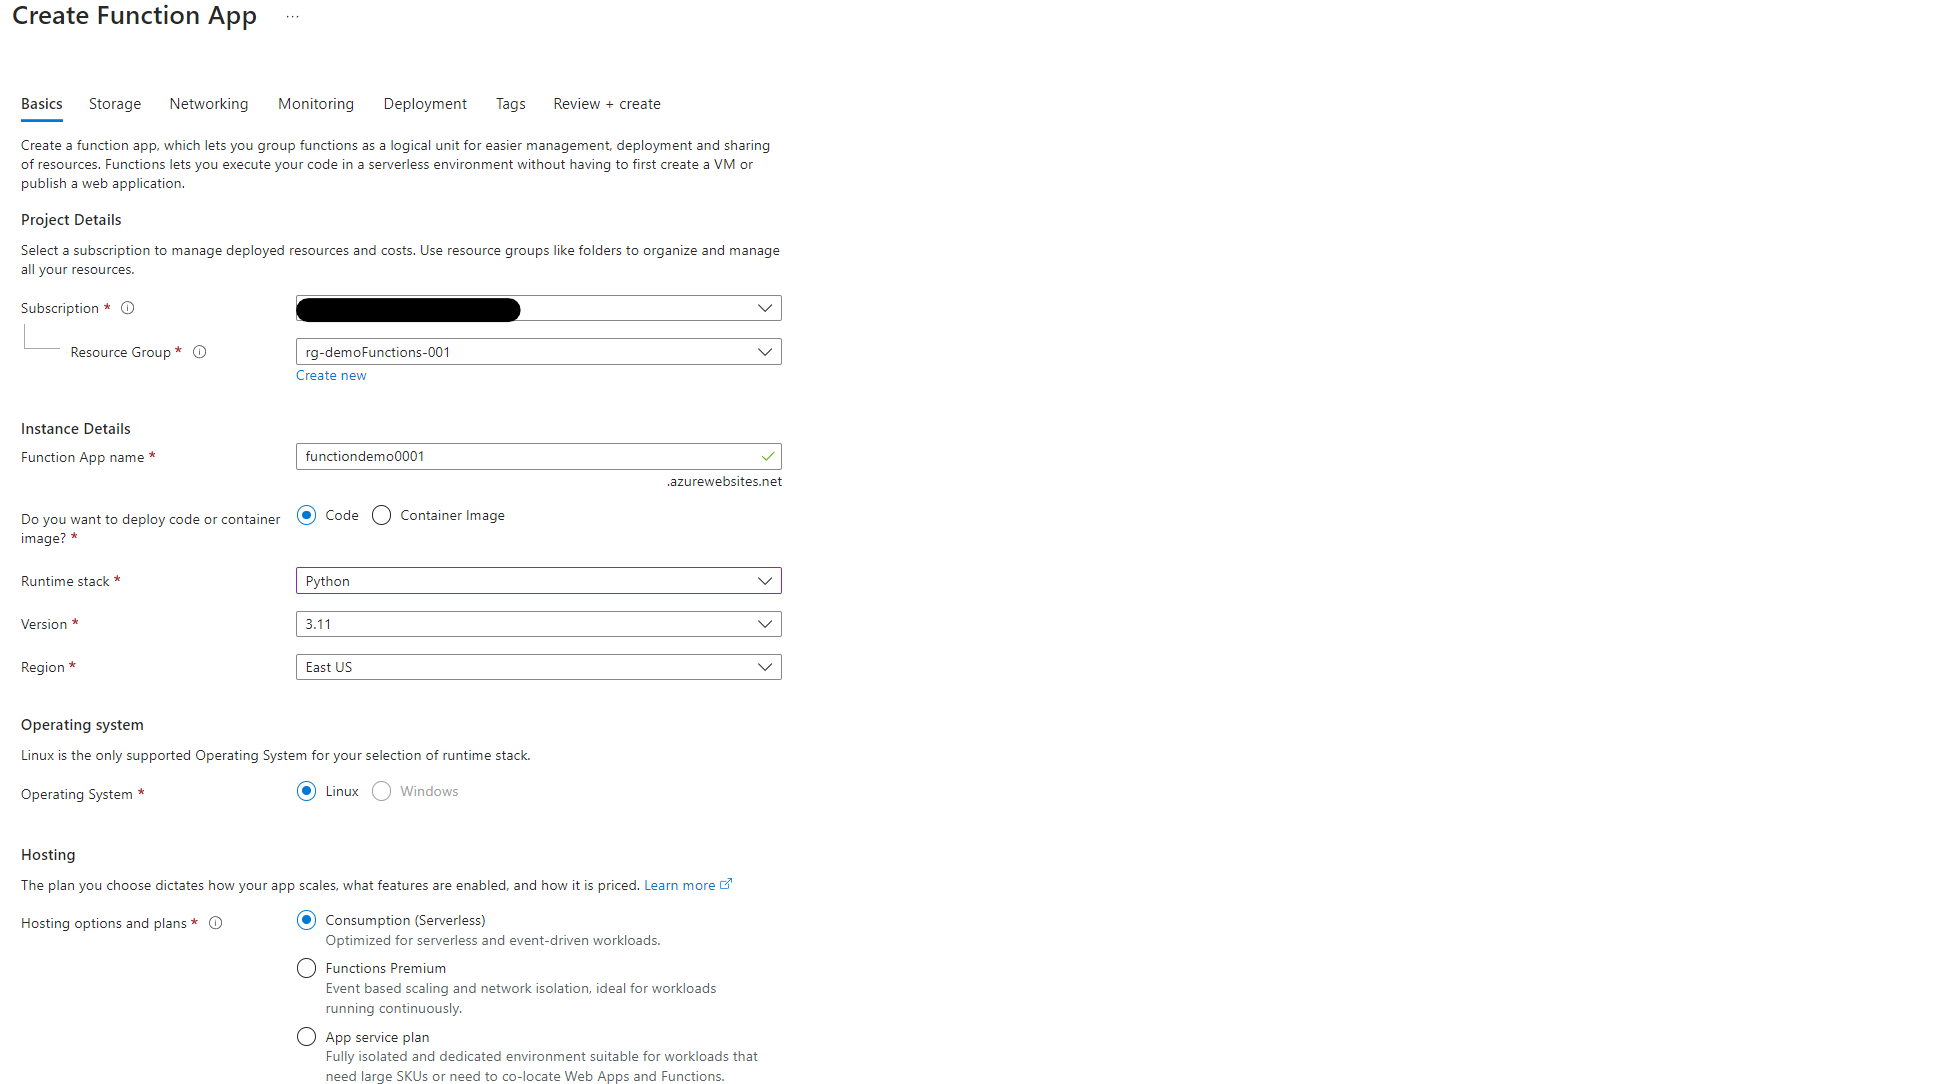 Create Function App ...
Basics Storage Networking Monitoring Deployment Tags Review + create
Create a function app, which lets you group functions as a logical unit for easier management, deployment and sharing
of resources. Functions lets you execute your code in a serverless environment without having to first create a VM or
publish a web application.
Project Details
Select a subscription to manage deployed resources and costs. Use resource groups like folders to organize and manage
all your resources.
Subscription *
Resource Group * rg-demoFunctions-001
Create new
Instance Details
Function App name * functiondemo0001
.azurewebsites.net
Do you want to deploy code or container
image? *
Code Container Image
Runtime stack * Python
Version * 3.11
Region * East US
Operating system
Linux is the only supported Operating System for your selection of runtime stack.
Operating System * Linux Windows
Hosting
The plan you choose dictates how your app scales, what features are enabled, and how it is priced. Learn more
Hosting options and plans * Consumption (Serverless)
Optimized for serverless and event-driven workloads.
Functions Premium
Event based scaling and network isolation, ideal for workloads
running continuously.
App service plan
Fully isolated and dedicated environment suitable for workloads that
need large SKUs or need to co-locate Web Apps and Functions.